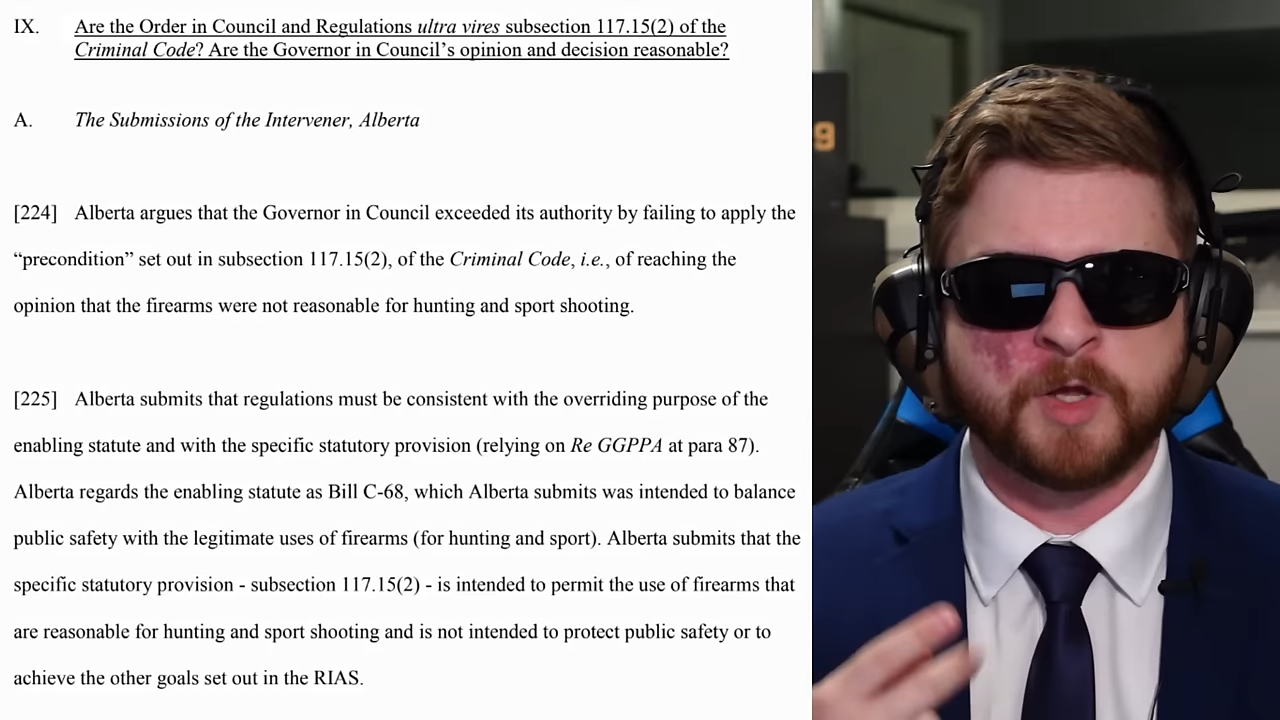 IX. Are the Order in Council and Regulations ultra vires subsection 117.15(2) of the
Criminal Code? Are the Governor in Council’s opinion and decision reasonable?
A. The Submissions of the Intervener, Alberta
[224] Alberta argues that the Governor in Council exceeded its authority by failing to apply the
“precondition” set out in subsection 117.15(2), of the Criminal Code, i.e., of reaching the
opinion that the firearms were not reasonable for hunting and sport shooting.
[225] Alberta submits that regulations must be consistent with the overriding purpose of the
enabling statute and with the specific statutory provision (relying on Re GGPPA at para 87).
Alberta regards the enabling statute as Bill C-68, which Alberta submits was intended to balance
public safety with the legitimate uses of firearms (for hunting and sport). Alberta submits that the
specific statutory provision - subsection 117.15(2) - is intended to permit the use of firearms that
are reasonable for hunting and sport shooting and is not intended to protect public safety or to
achieve the other goals set out in the RIAS.
9